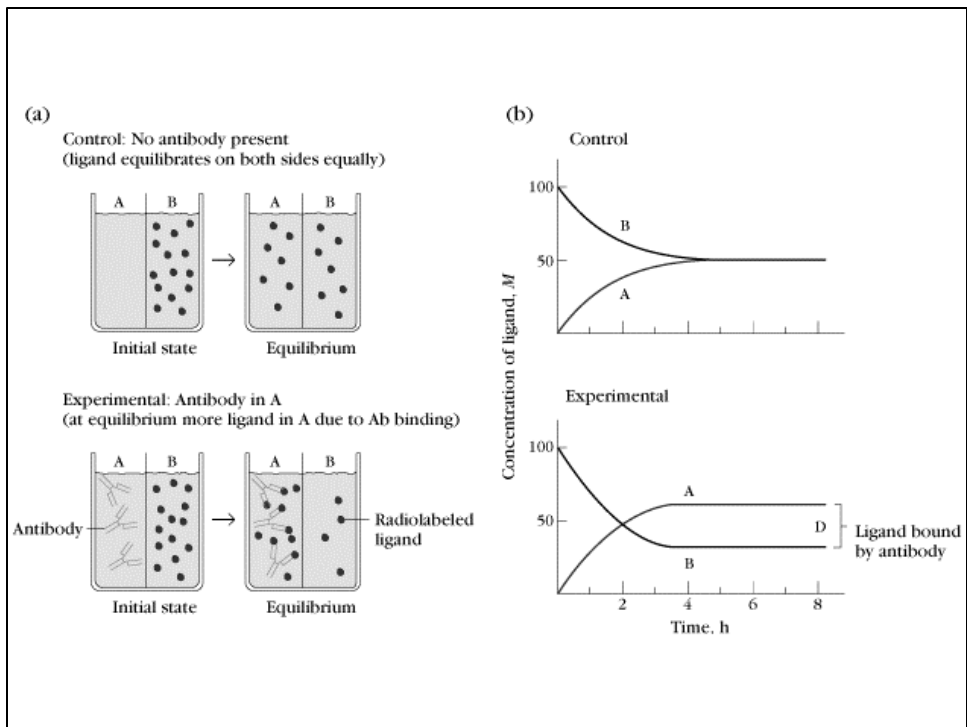 (a)
Control: No antibody present
(ligand equilibrates on both sides equally)
A B
A B
Initial state
Equilibrium
Experimental: Antibody in A
(at equilibrium more ligand in A due to Ab binding)
A B
A B
Antibody
Radiolabeled
ligand
Initial state
Equilibrium
(b)
Control
Concentration of ligand, M
100
50
B
A
Experimental
100
50
A
B
D
Ligand bound
by antibody
2 4 6 8
Time, h